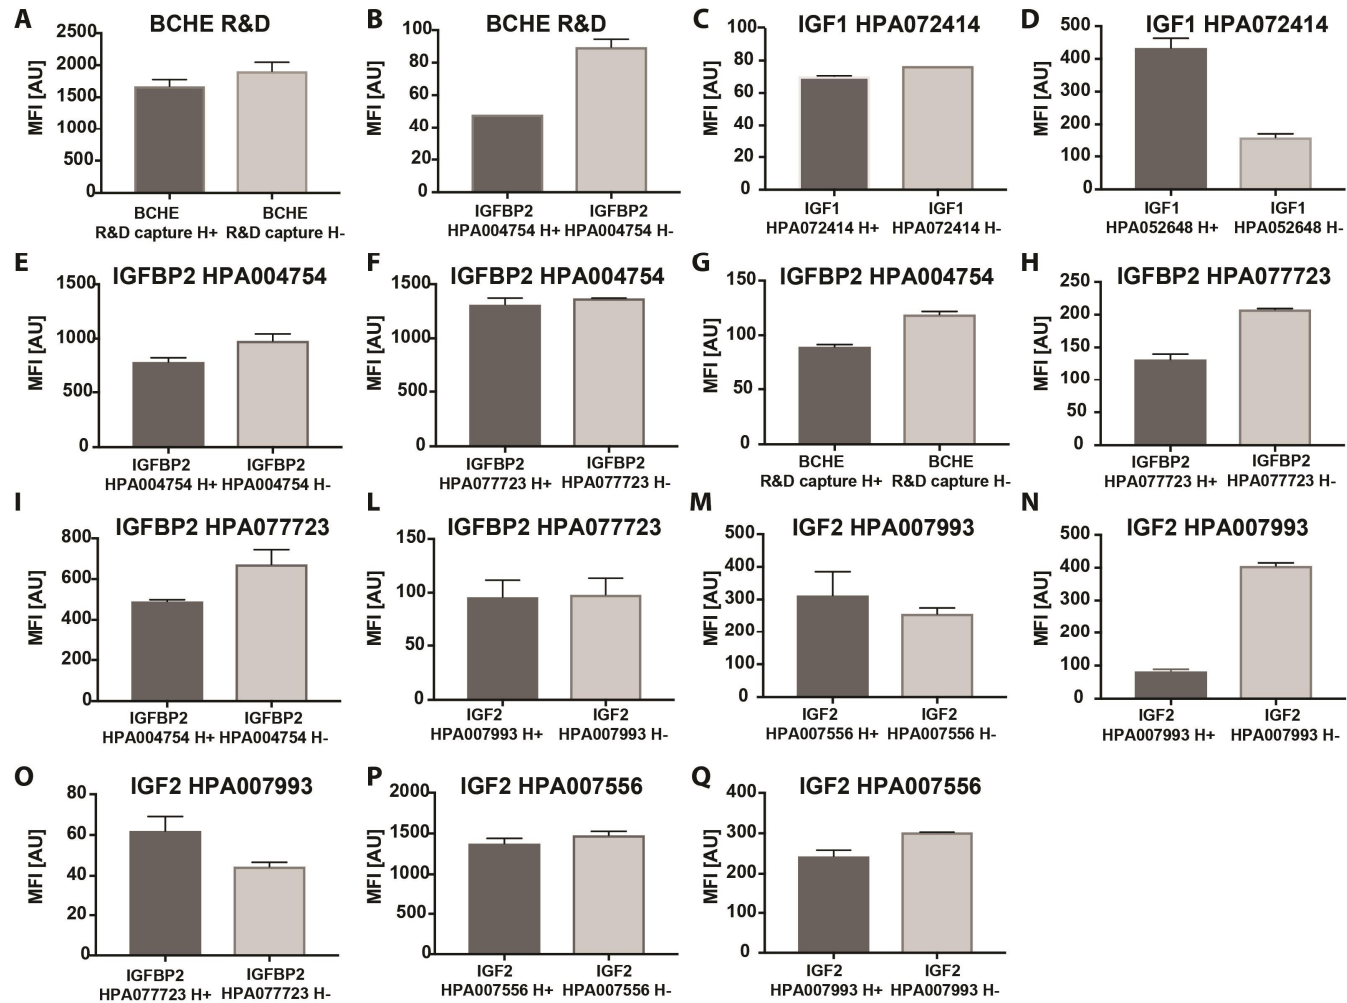 A
BCHE R&D
MFI [AU]
2500
2000
1500
1000
500
0
BCHE
R&D capture H+
BCHE
R&D capture H-
B
BCHE R&D
MFI [AU]
100
80
60
40
20
0
IGFBP2
HPA004754 H+
IGFBP2
HPA004754 H-
C
IGF1 HPA072414
MFI [AU]
100
80
60
40
20
0
IGF1
HPA072414 H+
IGF1
HPA072414 H-
D
IGF1 HPA072414
MFI [AU]
500
400
300
200
100
0
IGF1
HPA052648 H+
IGF1
HPA052648 H-
E
IGFBP2 HPA004754
MFI [AU]
1500
1000
500
0
IGFBP2
HPA004754 H+
IGFBP2
HPA004754 H-
F
IGFBP2 HPA004754
MFI [AU]
1500
1000
500
0
IGFBP2
HPA077723 H+
IGFBP2
HPA077723 H-
G
IGFBP2 HPA004754
MFI [AU]
150
100
50
0
BCHE
R&D capture H+
BCHE
R&D capture H-
H
IGFBP2 HPA077723
MFI [AU]
250
200
150
100
50
0
IGFBP2
HPA077723 H+
IGFBP2
HPA077723 H-
I
IGFBP2 HPA077723
MFI [AU]
800
600
400
200
0
IGFBP2
HPA004754 H+
IGFBP2
HPA004754 H-
L
IGFBP2 HPA077723
MFI [AU]
150
100
50
0
IGF2
HPA007993 H+
IGF2
HPA007993 H-
M
IGF2 HPA007993
MFI [AU]
500
400
300
200
100
0
IGF2
HPA007556 H+
IGF2
HPA007556 H-
N
IGF2 HPA007993
MFI [AU]
500
400
300
200
100
0
IGF2
HPA007993 H+
IGF2
HPA007993 H-
O
IGF2 HPA007993
MFI [AU]
80
60
40
20
0
IGFBP2
HPA077723 H+
IGFBP2
HPA077723 H-
P
IGF2 HPA007556
MFI [AU]
2000
1500
1000
500
0
IGF2
HPA007556 H+
IGF2
HPA007556 H-
Q
IGF2 HPA007556
MFI [AU]
400
300
200
100
0
IGF2
HPA007993 H+
IGF2
HPA007993 H-